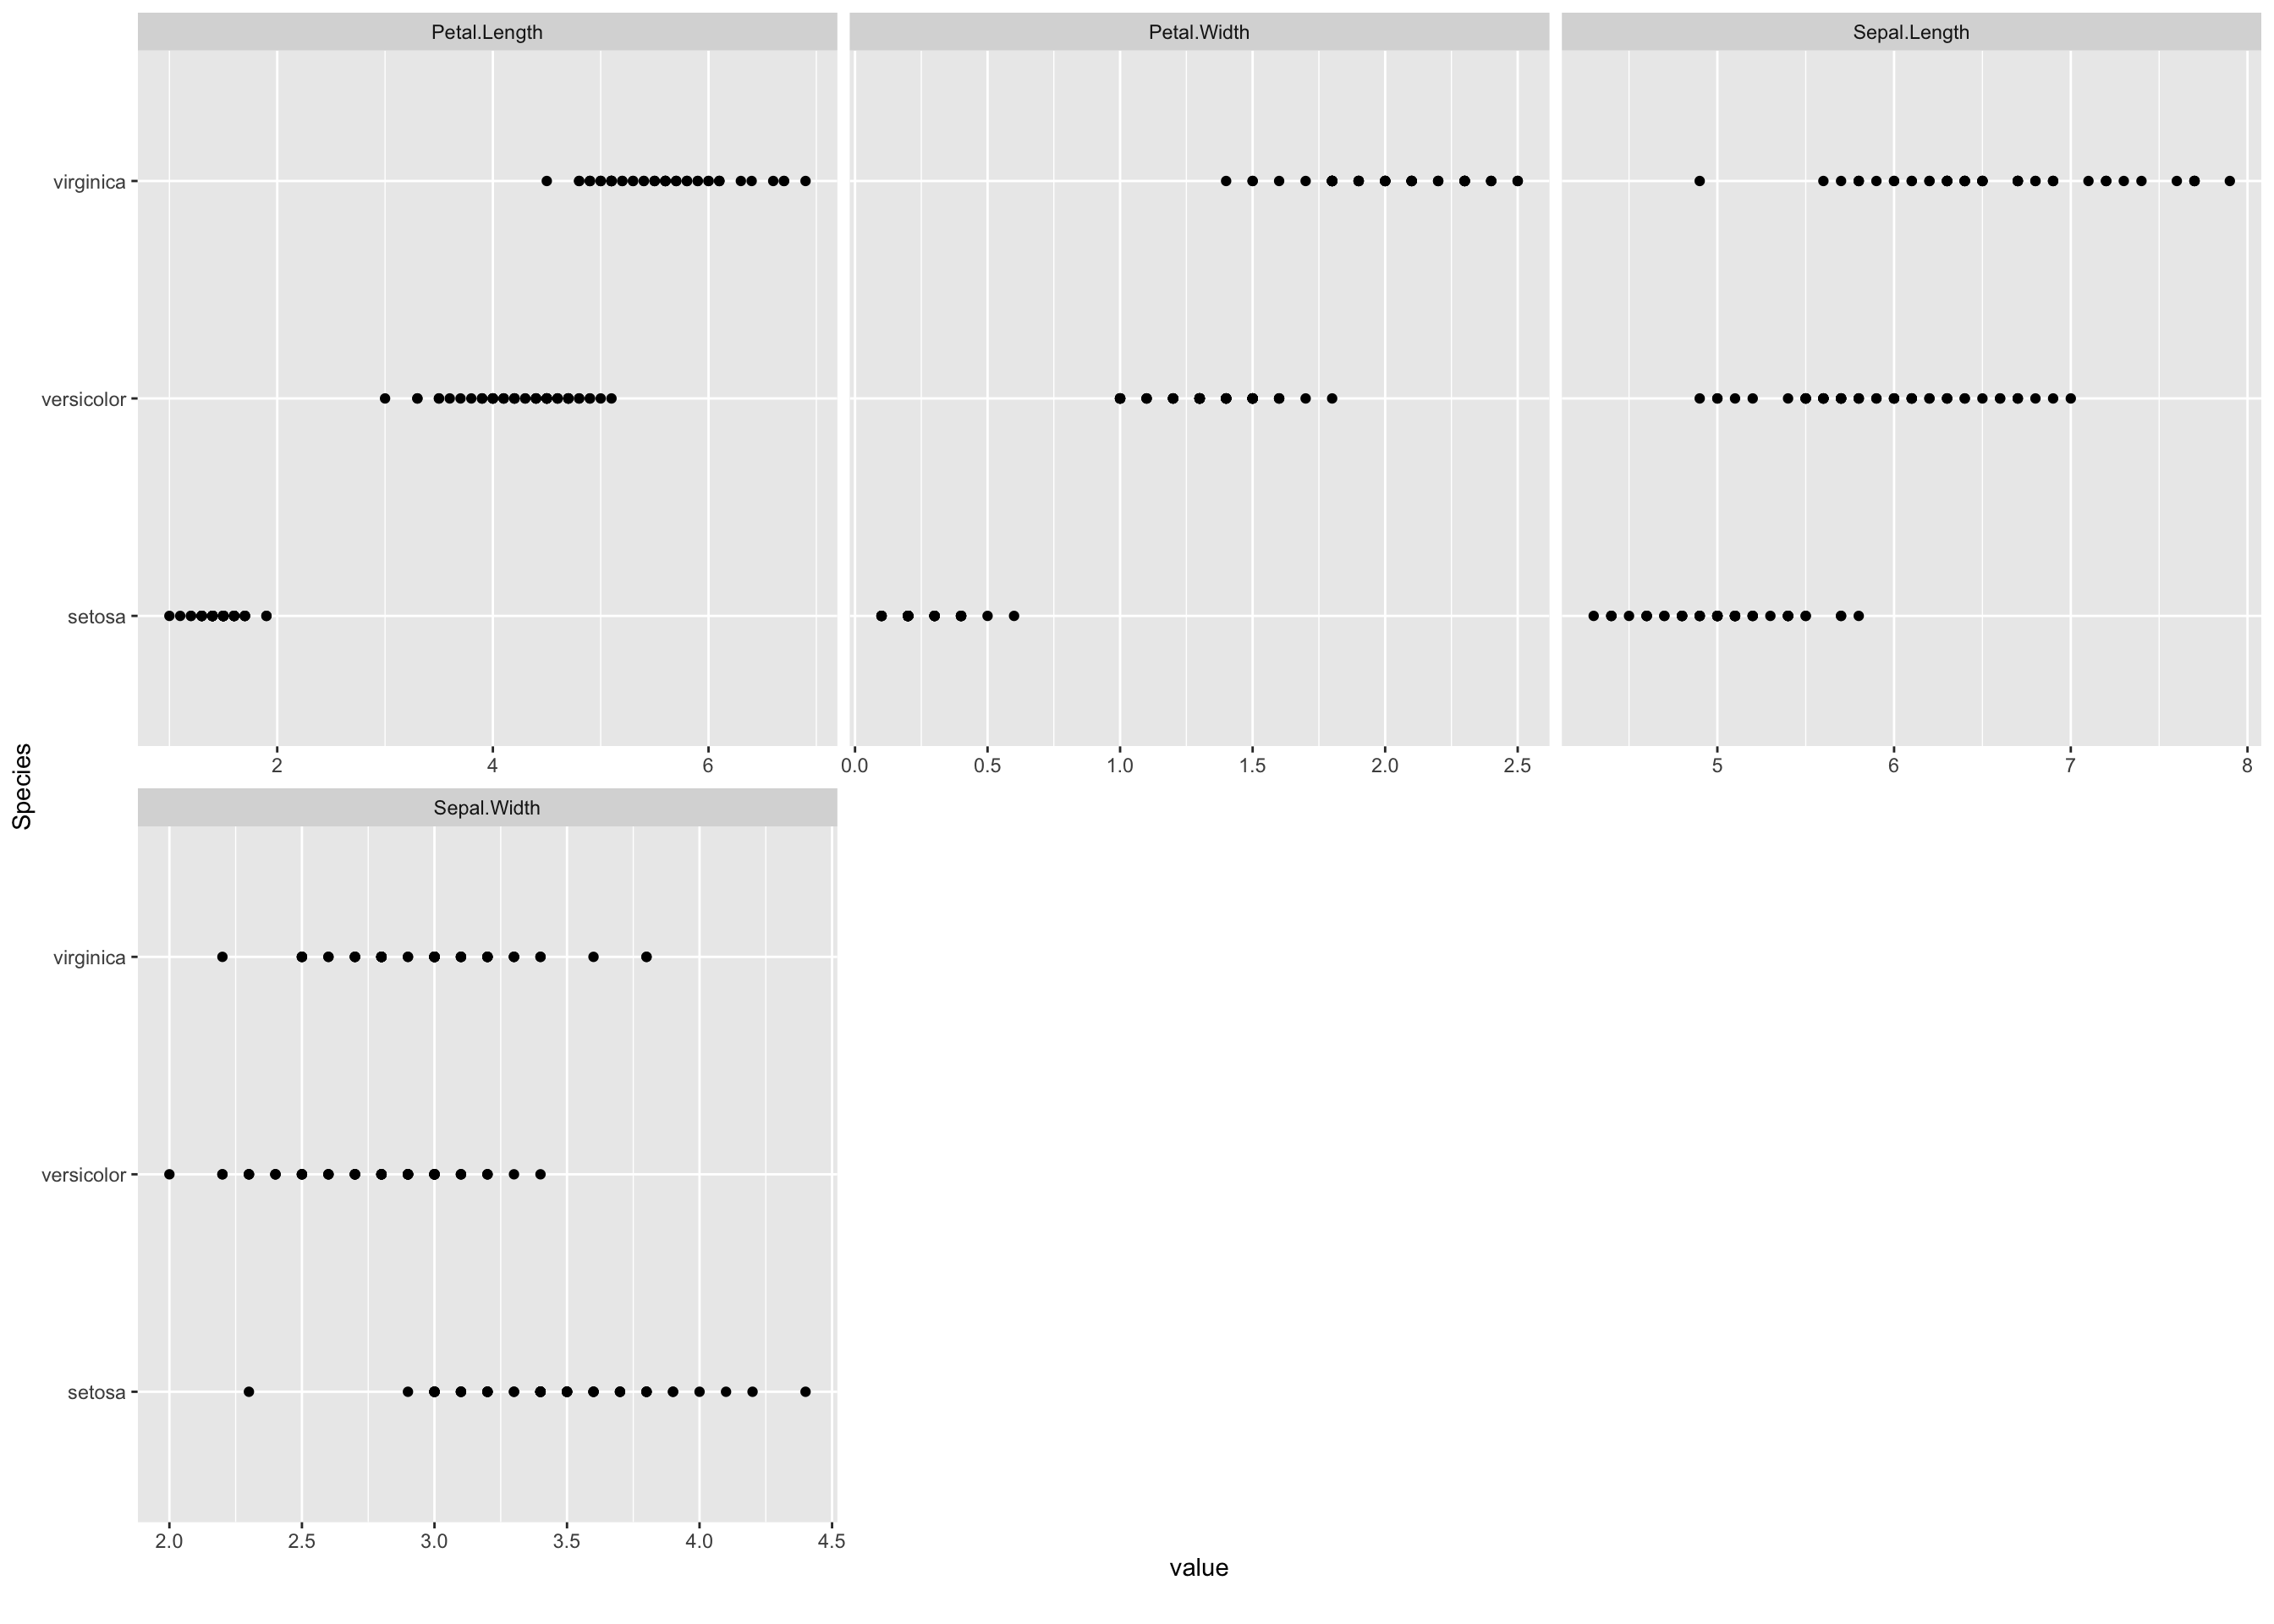 Petal.Length
Petal.Width
Sepal.Length
virginica
versicolor
setosa
2 4 6
0.0 0.5 1.0 1.5 2.0 2.5
5 6 7 8
Species
Sepal.Width
virginica
versicolor
setosa
2.0 2.5 3.0 3.5 4.0 4.5
value